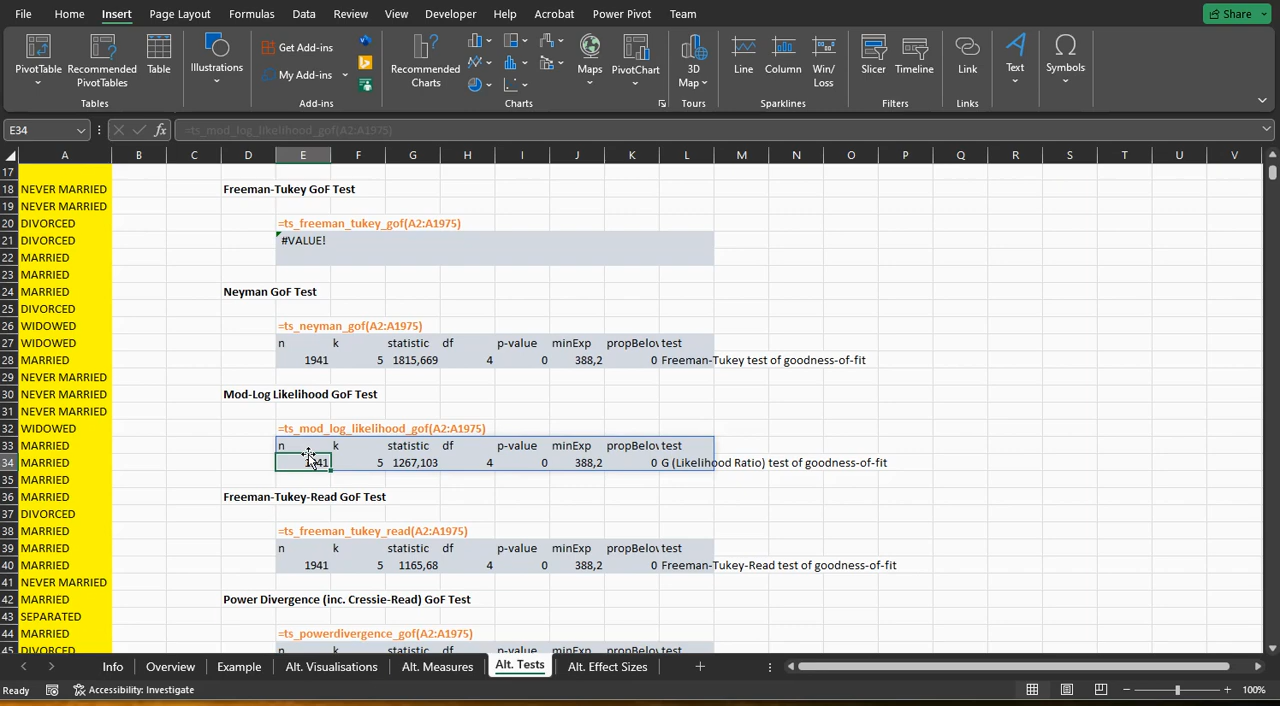 File Home Insert Page Layout Formulas Data Review View Developer Help Acrobat Power Pivot Team Share
PivotTable Recommended PivotTables Table Illustrations Get Add-ins My Add-ins Recommended Charts Maps PivotChart 3D Map Line Column Win/Loss Slicer Timeline Link Text Symbols
Tables Add-ins Charts Tours Sparklines Filters Links
E34 fx =ts_mod_log_likelihood_gof(A2:A1975)
A B C D E F G H I J K L M N O P Q R S T U V
17
18 NEVER MARRIED Freeman-Tukey GoF Test
19 NEVER MARRIED
20 DIVORCED =ts_freeman_tukey_gof(A2:A1975)
21 DIVORCED #VALUE!
22 MARRIED
23 MARRIED
24 MARRIED Neyman GoF Test
25 DIVORCED
26 WIDOWED =ts_neyman_gof(A2:A1975)
27 WIDOWED n k statistic df p-value minExp propBelov test
28 MARRIED 1941 5 1815,669 4 0 388,2 0 Freeman-Tukey test of goodness-of-fit
29 NEVER MARRIED
30 NEVER MARRIED Mod-Log Likelihood GoF Test
31 NEVER MARRIED
32 WIDOWED =ts_mod_log_likelihood_gof(A2:A1975)
33 MARRIED n k statistic df p-value minExp propBelov test
34 MARRIED 1941 5 1267,103 4 0 388,2 0 G (Likelihood Ratio) test of goodness-of-fit
35 MARRIED
36 MARRIED Freeman-Tukey-Read GoF Test
37 DIVORCED
38 MARRIED =ts_freeman_tukey_read(A2:A1975)
39 MARRIED n k statistic df p-value minExp propBelov test
40 MARRIED 1941 5 1165,68 4 0 388,2 0 Freeman-Tukey-Read test of goodness-of-fit
41 NEVER MARRIED
42 MARRIED Power Divergence (inc. Cressie-Read) GoF Test
43 SEPARATED
44 MARRIED =ts_powerdivergence_gof(A2:A1975)
45 DIVORCED n k statistic df p-value minExp propBelov test
Info Overview Example Alt. Visualisations Alt. Measures Alt. Tests Alt. Effect Sizes
Ready Accessibility: Investigate 100%